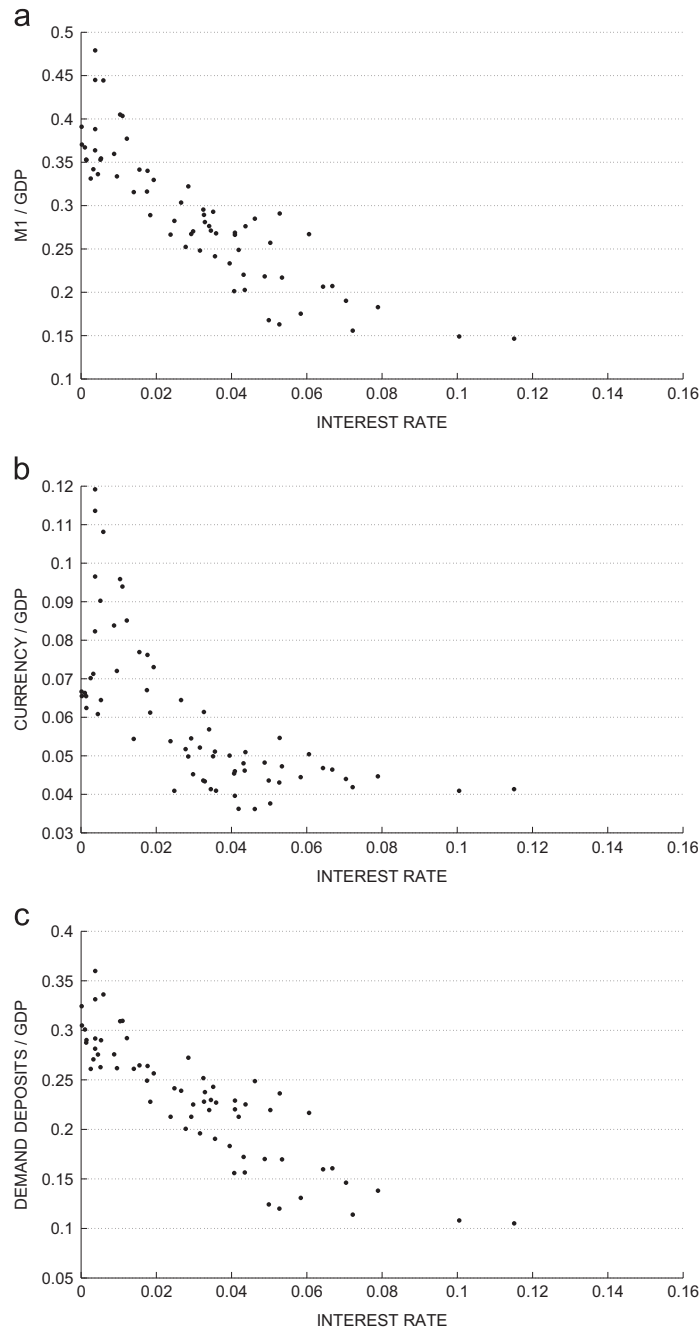 a
0.5
0.45
0.4
0.35
0.3
0.25
0.2
0.15
0.1
M1 / GDP
0 0.02 0.04 0.06 0.08 0.1 0.12 0.14 0.16
INTEREST RATE
b
0.12
0.11
0.1
0.09
0.08
0.07
0.06
0.05
0.04
0.03
CURRENCY / GDP
0 0.02 0.04 0.06 0.08 0.1 0.12 0.14 0.16
INTEREST RATE
c
0.4
0.35
0.3
0.25
0.2
0.15
0.1
0.05
DEMAND DEPOSITS / GDP
0 0.02 0.04 0.06 0.08 0.1 0.12 0.14 0.16
INTEREST RATE